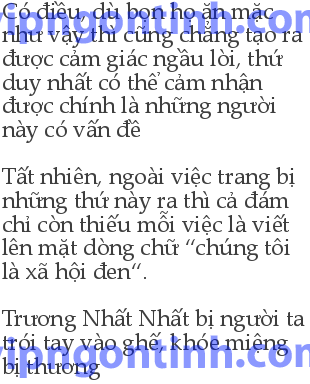 Có điều, dù bọn họ ăn mặc
như vậy thì cũng chẳng tạo ra
được cảm giác ngầu lòi, thứ
duy nhất có thể cảm nhận
được chính là những người
này có vấn đề
Tất nhiên, ngoài việc trang bị
những thứ này ra thì cả đám
chỉ còn thiếu mỗi việc là viết
lên mặt dòng chữ “chúng tôi
là xã hội đen“.
Trương Nhất Nhất bị người ta
trói tay vào ghế, khóe miệng
bị thương
vipngontinh.com
vipngontinh.com